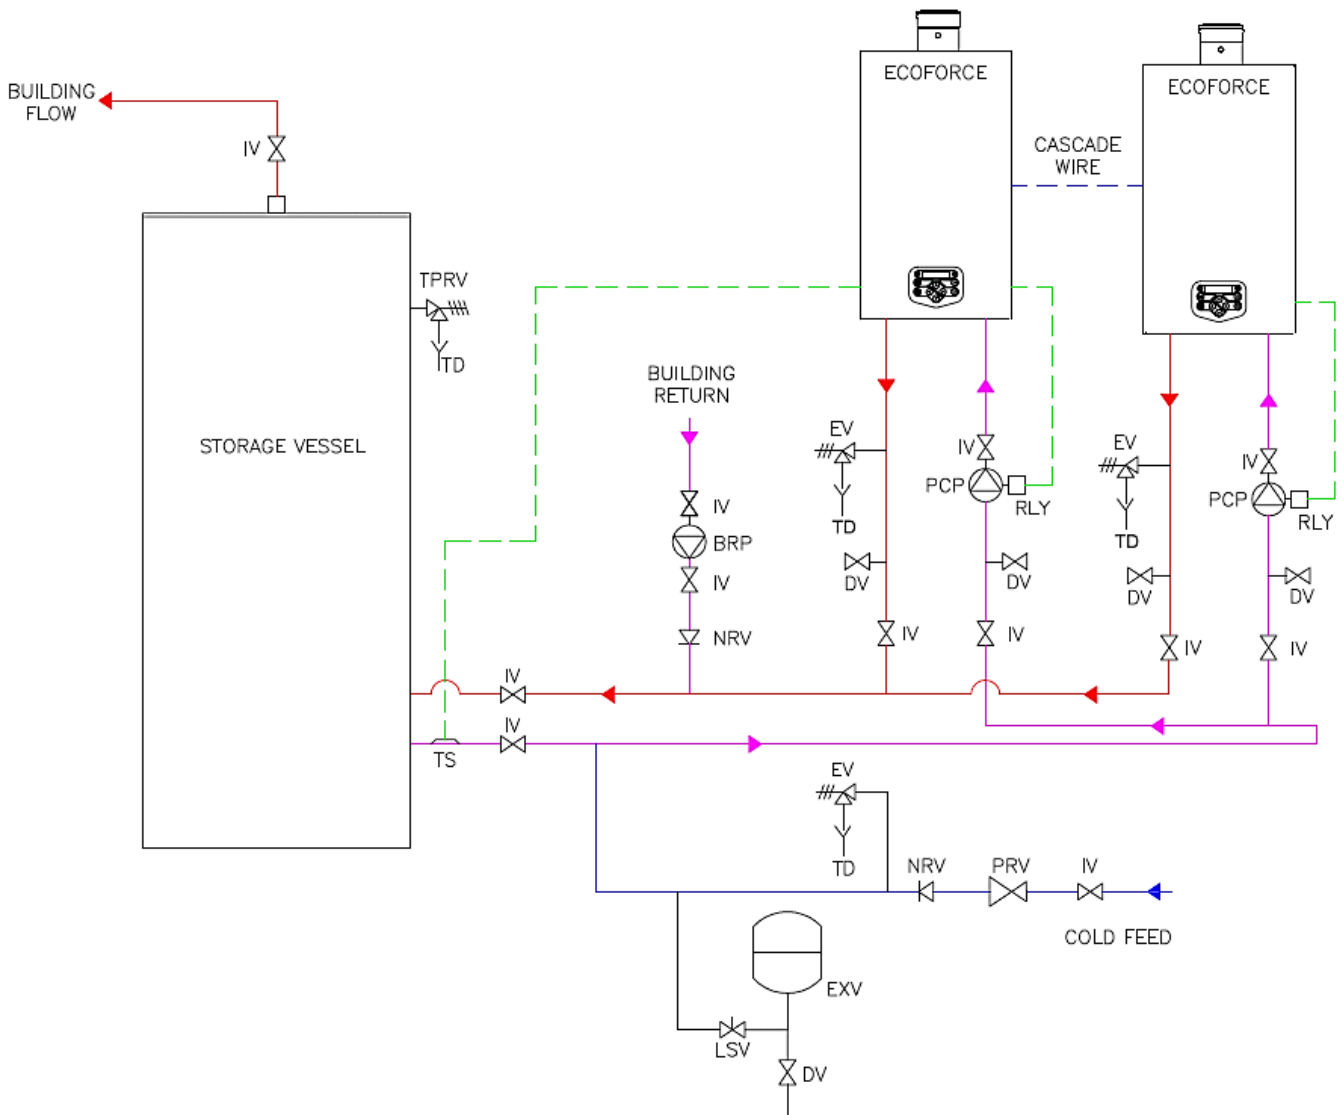 ECOFORCE
ECOFORCE
BUILDING
FLOW
IV
CASCADE
WIRE
TPRV
TD
STORAGE VESSEL
BUILDING
RETURN
EV
IV
PCP
RLY
TD
DV
DV
IV
IV
EV
IV
PCP
RLY
TD
DV
DV
IV
IV
IV
BRP
IV
NRV
IV
IV
TS
EV
TD
NRV
PRV
IV
COLD FEED
EXV
LSV
DV